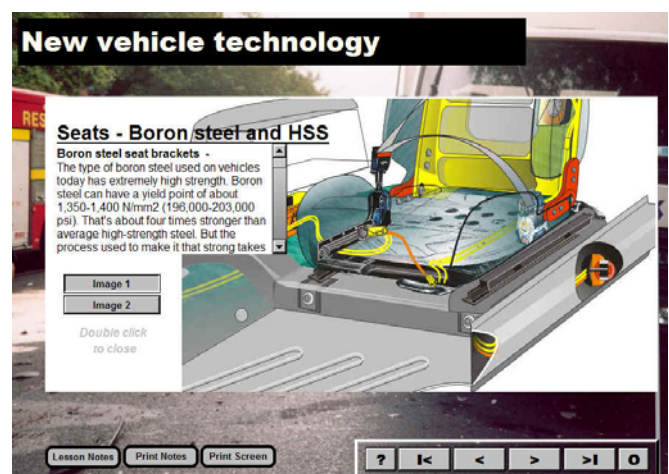 New vehicle technology
RES
Seats - Boron steel and HSS
Boron steel seat brackets -
The type of boron steel used on vehicles
today has extremely high strength. Boron
steel can have a yield point of about
1,350-1,400 N/mm2 (196,000-203,000
psi). That's about four times stronger than
average high-strength steel. But the
process used to make it that strong takes
Image 1
Image 2
Double click
to close
Lesson Notes
Print Notes
Print Screen
? I< < > >I O